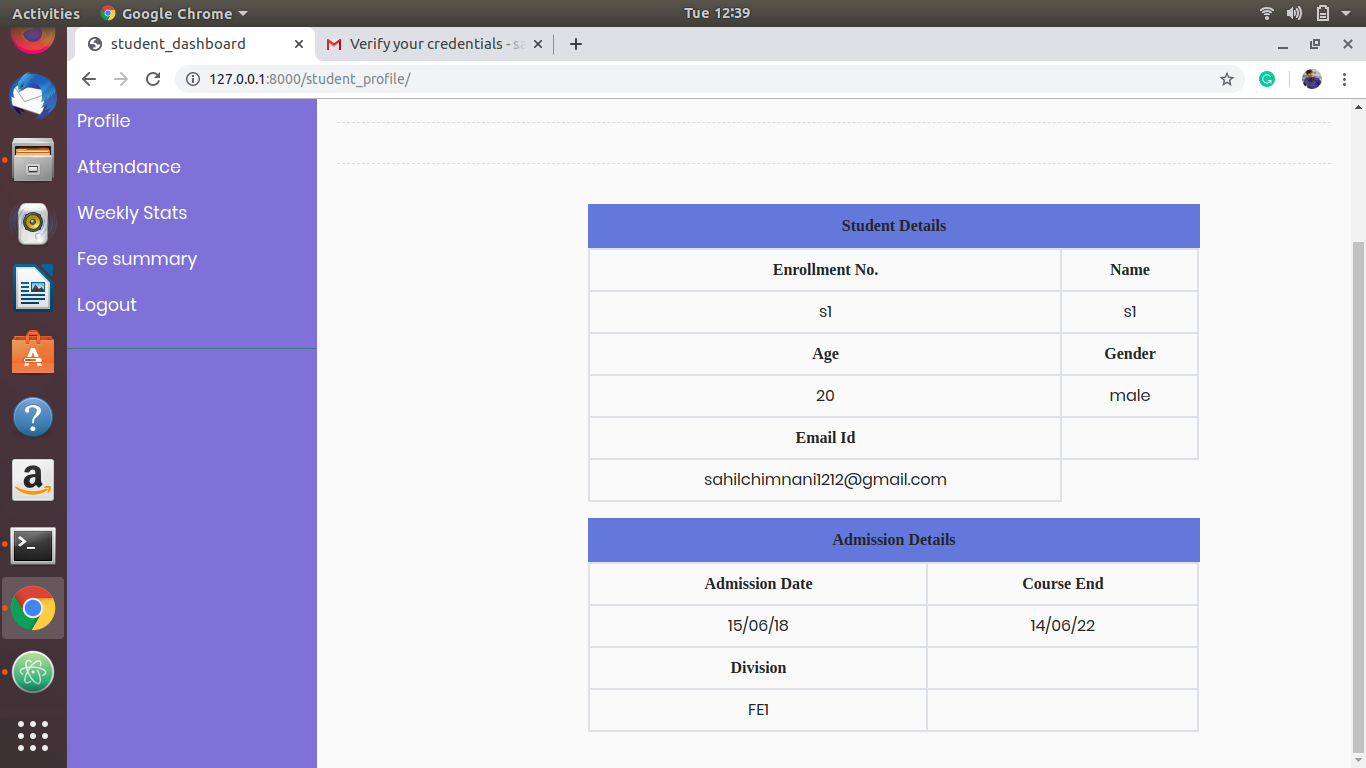 Activities Google Chrome Tue 12:39
student_dashboard Verify your credentials - sa
127.0.0.1:8000/student_profile/
Profile
Attendance
Weekly Stats
Fee summary
Logout
Student Details
Enrollment No. Name
s1 s1
Age Gender
20 male
Email Id
sahilchimnani1212@gmail.com
Admission Details
Admission Date Course End
15/06/18 14/06/22
Division
FE1